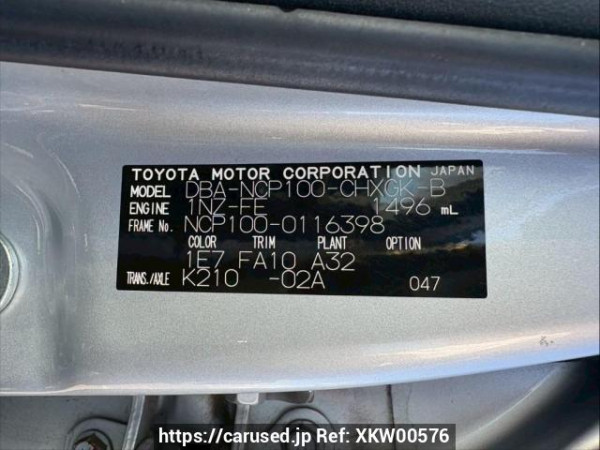 TOYOTA MOTOR CORPORATION JAPAN
MODEL DBA-NCP100-CHXGK-B
ENGINE 1NZ-FE 1496 mL
FRAME No. NCP100-0116398
COLOR TRIM PLANT OPTION
1E7 FA10 A32
TRANS./AXLE K210 -02A 047
https://carused.jp Ref: XKW00576